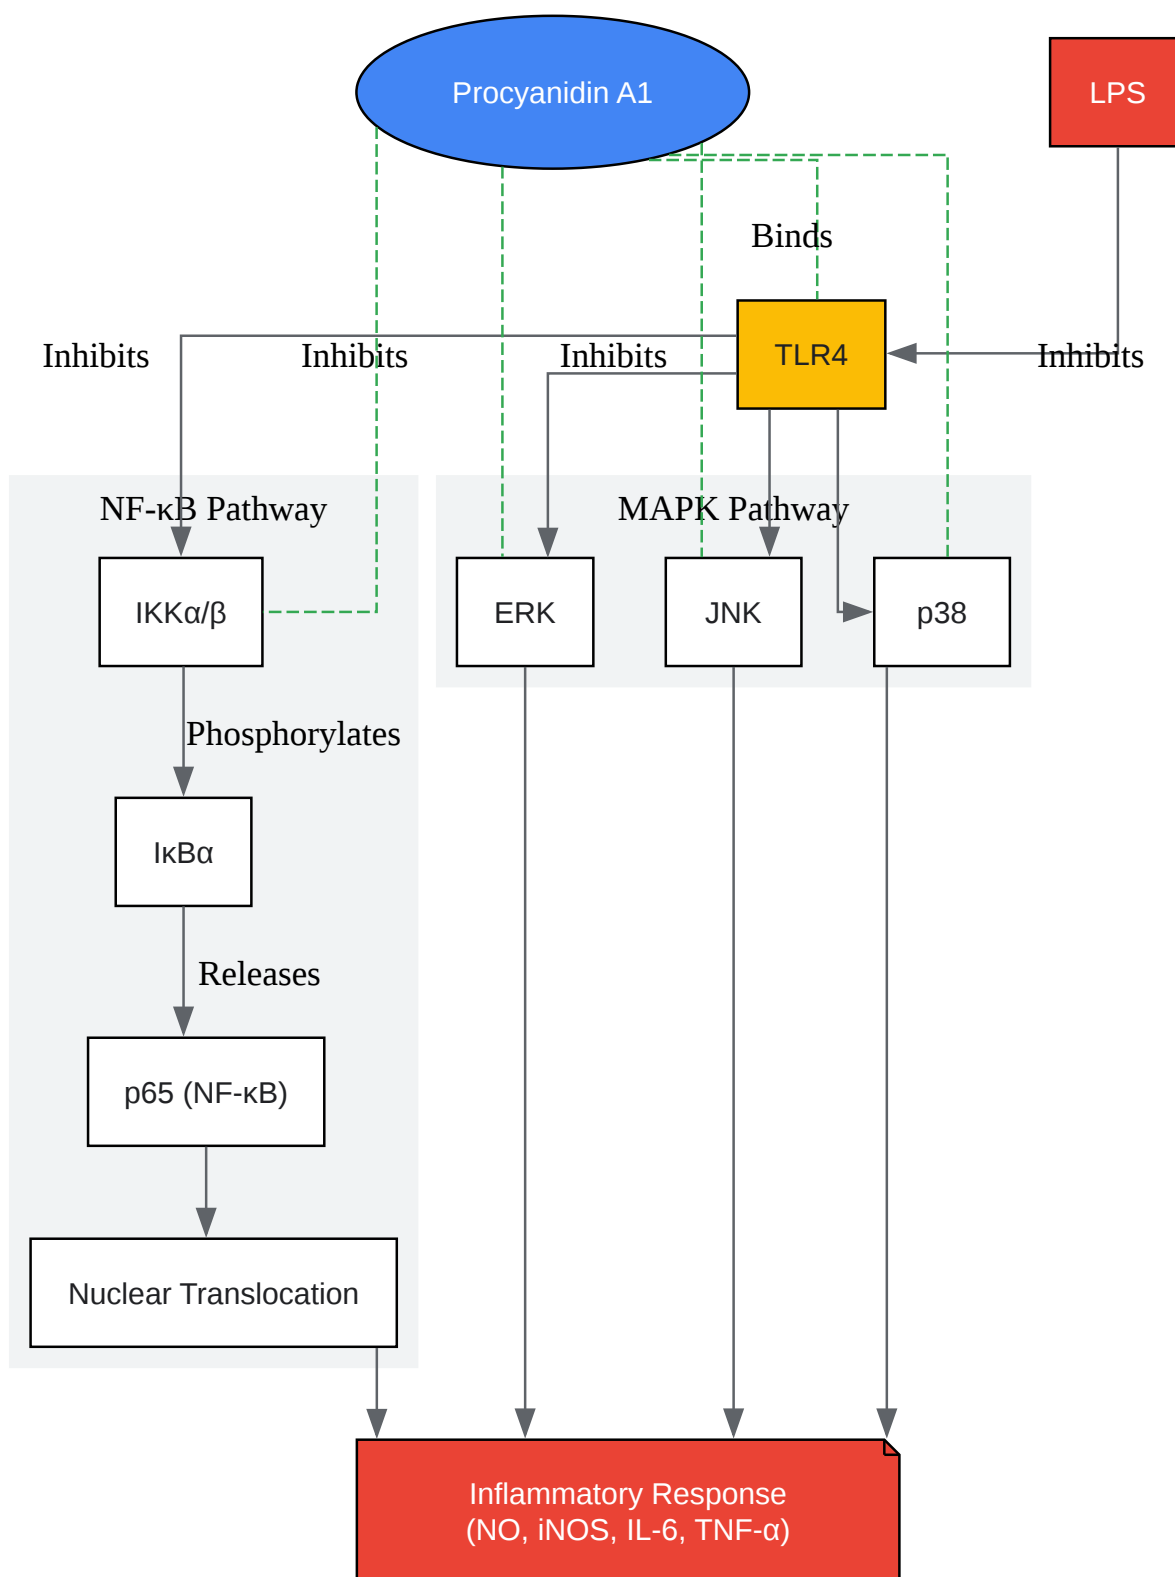 Procyanidin A1
LPS
Binds
Inhibits
Inhibits
Inhibits
TLR4
Inhibits
NF-κB Pathway
MAPK Pathway
IKKα/β
ERK
JNK
p38
Phosphorylates
IκBα
Releases
p65 (NF-κB)
Nuclear Translocation
Inflammatory Response
(NO, iNOS, IL-6, TNF-α)